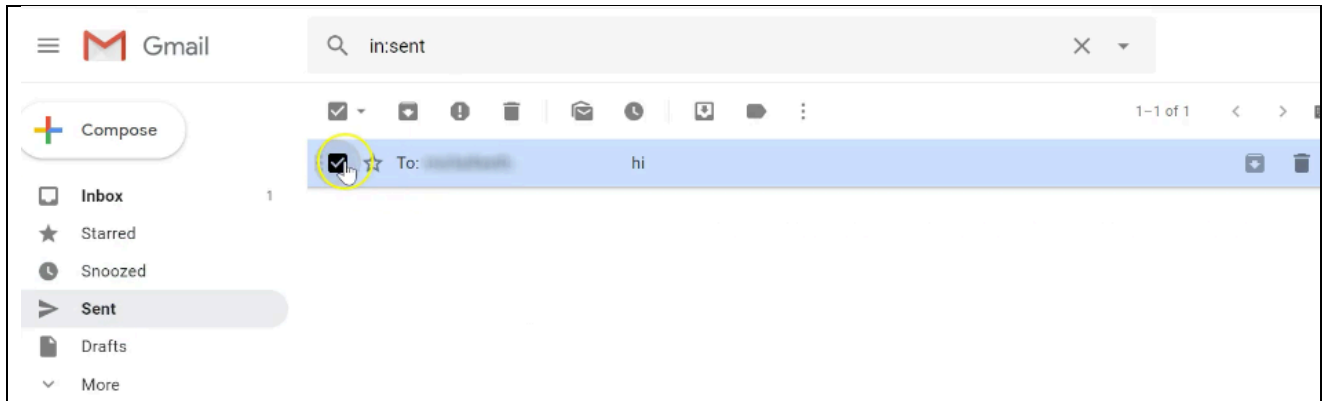 Gmail
in:sent
Compose
1–1 of 1
To: hi
Inbox 1
Starred
Snoozed
Sent
Drafts
More